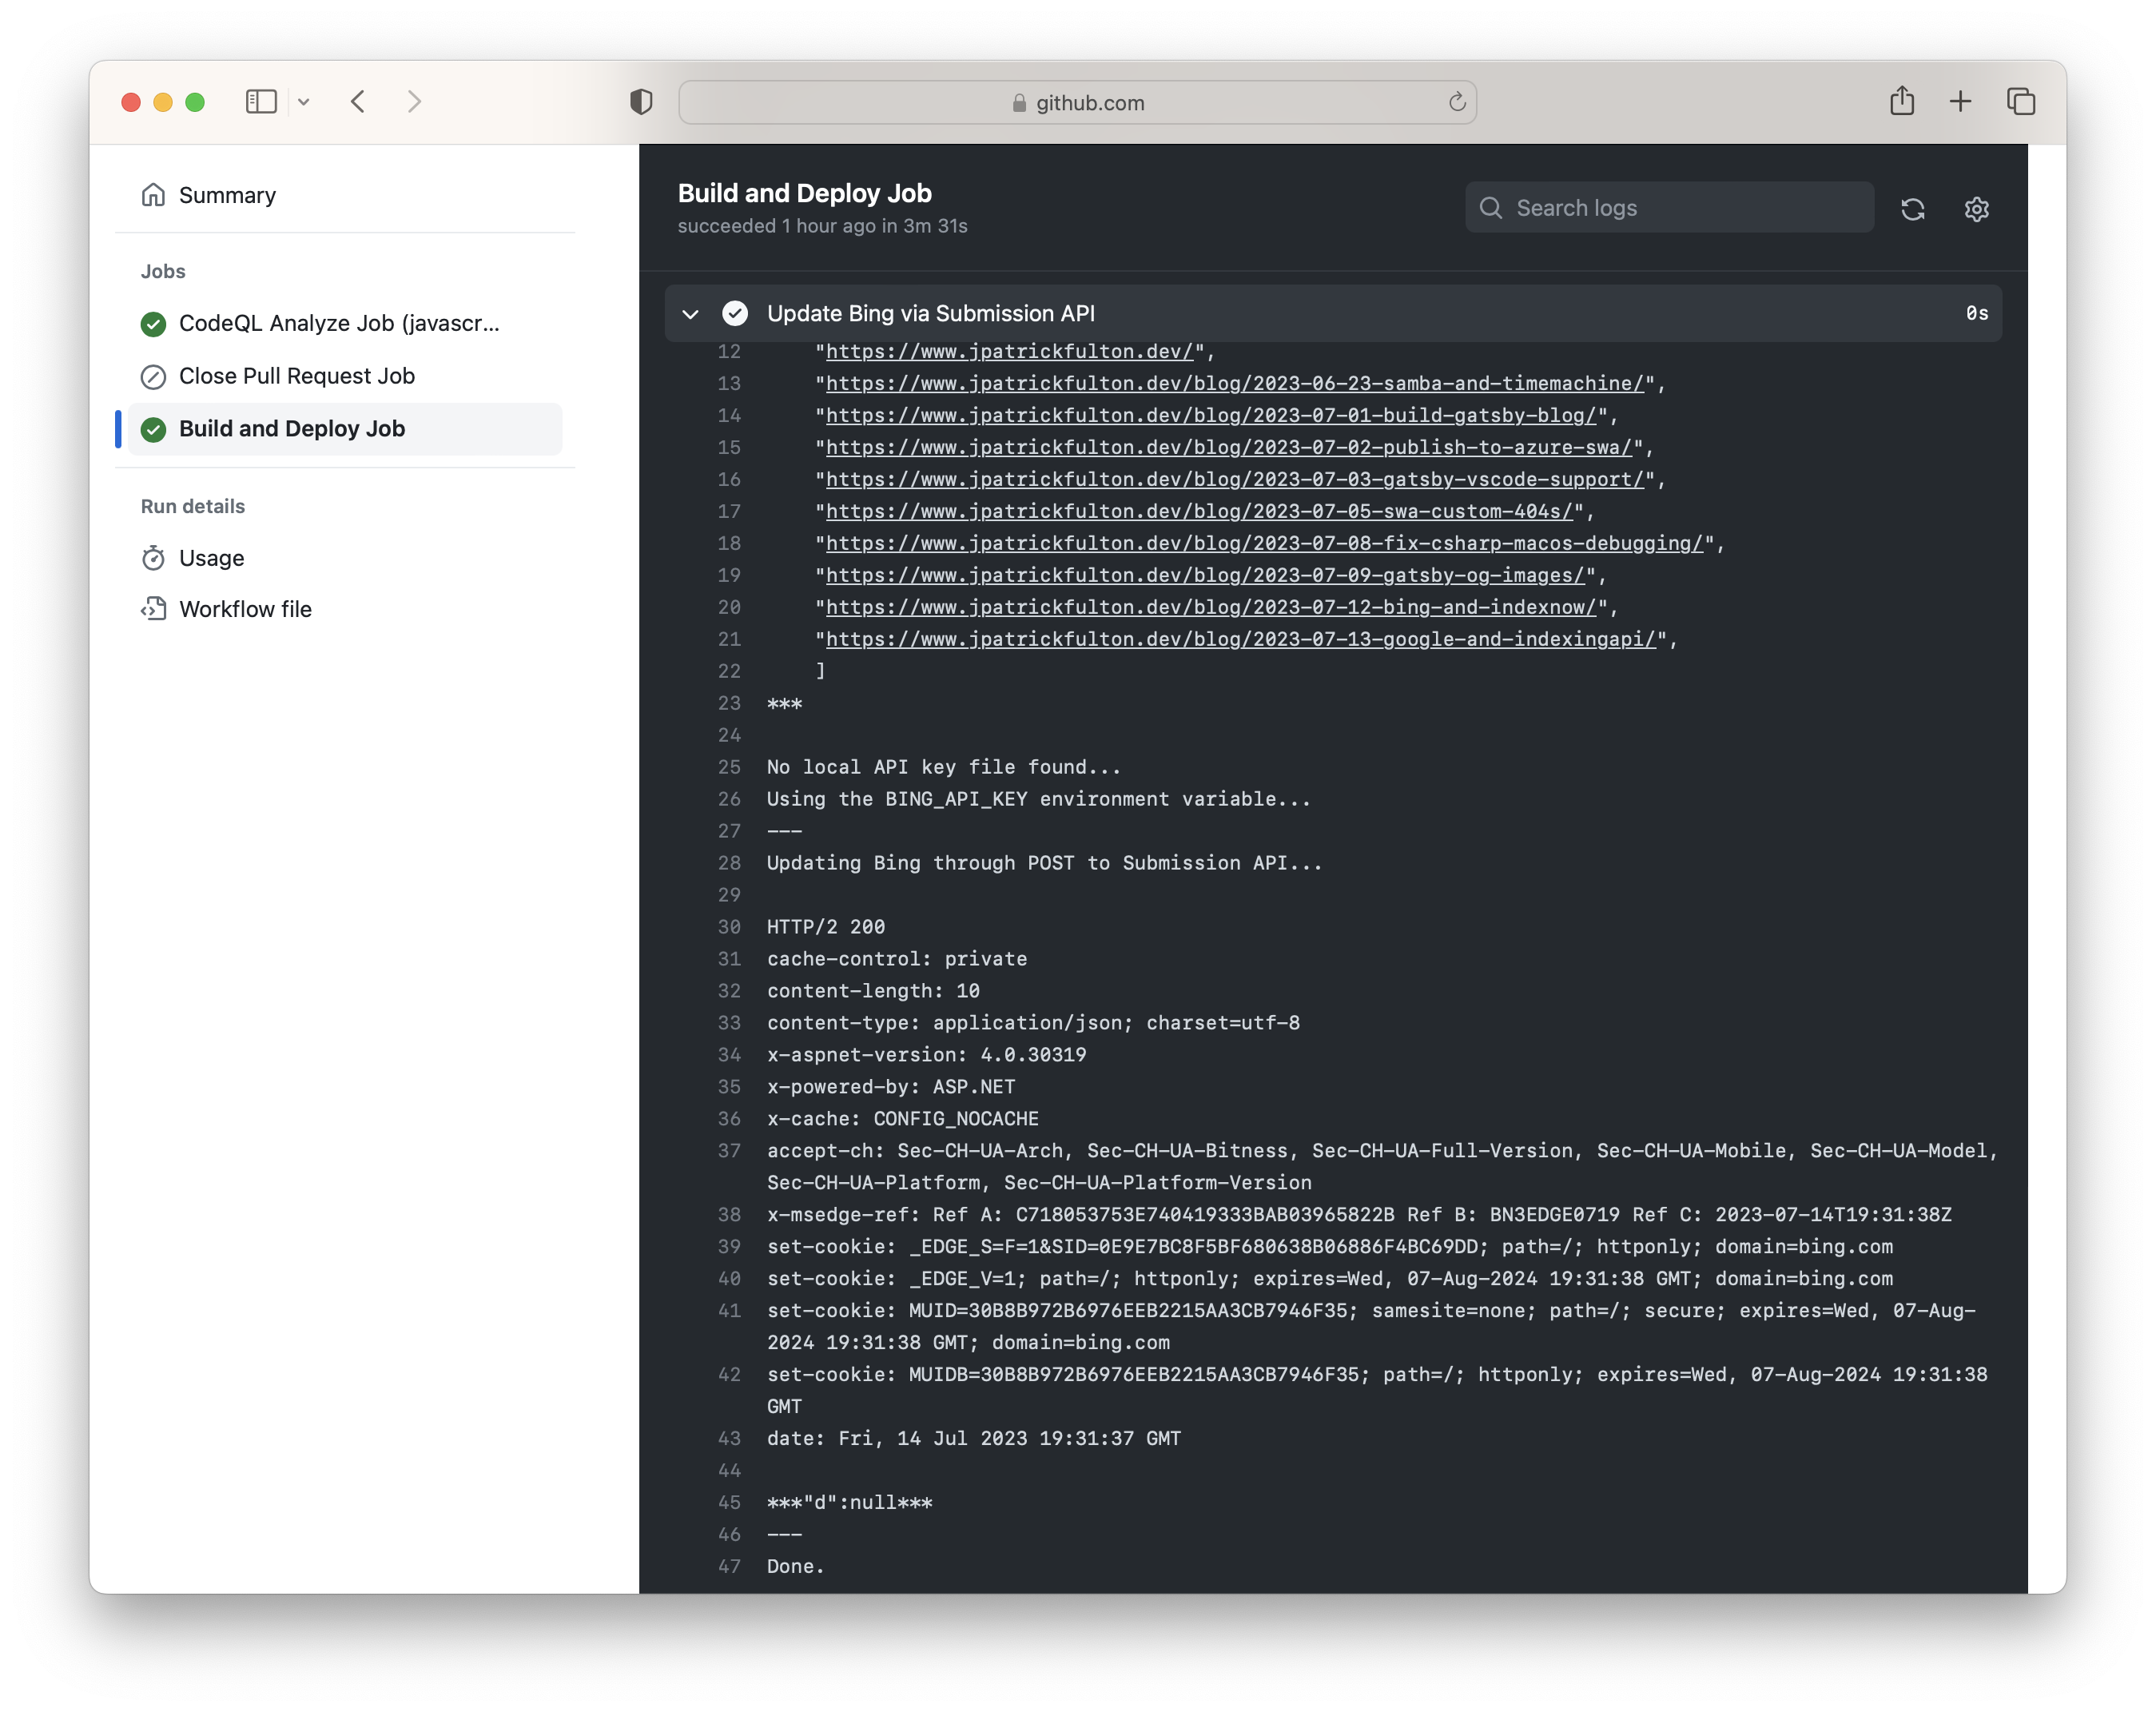 github.com
Summary
Jobs
CodeQL Analyze Job (javascr...
Close Pull Request Job
Build and Deploy Job
Run details
Usage
Workflow file
Build and Deploy Job
succeeded 1 hour ago in 3m 31s
Search logs
Update Bing via Submission API 0s
12 "https://www.jpatrickfulton.dev/",
13 "https://www.jpatrickfulton.dev/blog/2023-06-23-samba-and-timemachine/",
14 "https://www.jpatrickfulton.dev/blog/2023-07-01-build-gatsby-blog/",
15 "https://www.jpatrickfulton.dev/blog/2023-07-02-publish-to-azure-swa/",
16 "https://www.jpatrickfulton.dev/blog/2023-07-03-gatsby-vscode-support/",
17 "https://www.jpatrickfulton.dev/blog/2023-07-05-swa-custom-404s/",
18 "https://www.jpatrickfulton.dev/blog/2023-07-08-fix-csharp-macos-debugging/",
19 "https://www.jpatrickfulton.dev/blog/2023-07-09-gatsby-og-images/",
20 "https://www.jpatrickfulton.dev/blog/2023-07-12-bing-and-indexnow/",
21 "https://www.jpatrickfulton.dev/blog/2023-07-13-google-and-indexingapi/",
22 ]
23 ***
24
25 No local API key file found...
26 Using the BING_API_KEY environment variable...
27 ---
28 Updating Bing through POST to Submission API...
29
30 HTTP/2 200
31 cache-control: private
32 content-length: 10
33 content-type: application/json; charset=utf-8
34 x-aspnet-version: 4.0.30319
35 x-powered-by: ASP.NET
36 x-cache: CONFIG_NOCACHE
37 accept-ch: Sec-CH-UA-Arch, Sec-CH-UA-Bitness, Sec-CH-UA-Full-Version, Sec-CH-UA-Mobile, Sec-CH-UA-Model,
Sec-CH-UA-Platform, Sec-CH-UA-Platform-Version
38 x-msedge-ref: Ref A: C718053753E740419333BAB03965822B Ref B: BN3EDGE0719 Ref C: 2023-07-14T19:31:38Z
39 set-cookie: _EDGE_S=F=1&SID=0E9E7BC8F5BF680638B06886F4BC69DD; path=/; httponly; domain=bing.com
40 set-cookie: _EDGE_V=1; path=/; httponly; expires=Wed, 07-Aug-2024 19:31:38 GMT; domain=bing.com
41 set-cookie: MUID=30B8B972B6976EEB2215AA3CB7946F35; samesite=none; path=/; secure; expires=Wed, 07-Aug-
2024 19:31:38 GMT; domain=bing.com
42 set-cookie: MUIDB=30B8B972B6976EEB2215AA3CB7946F35; path=/; httponly; expires=Wed, 07-Aug-2024 19:31:38
GMT
43 date: Fri, 14 Jul 2023 19:31:37 GMT
44
45 ***"d":null***
46 ---
47 Done.